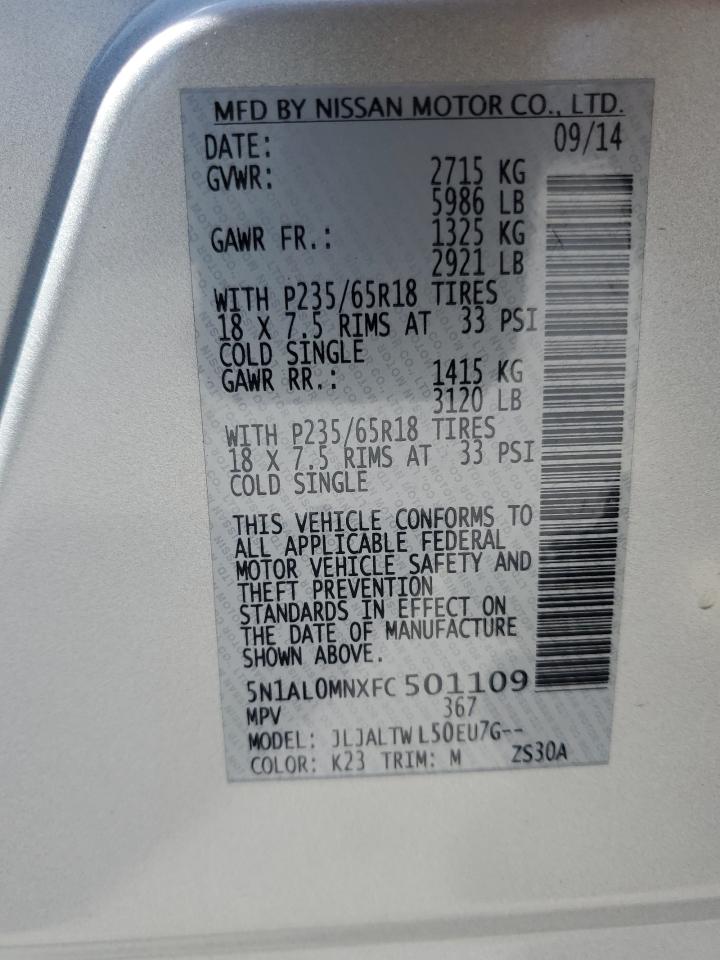 MFD BY NISSAN MOTOR CO., LTD.
DATE: 09/14
GVWR: 2715 KG
5986 LB
GAWR FR.: 1325 KG
2921 LB
WITH P235/65R18 TIRES
18 X 7.5 RIMS AT 33 PSI
COLD SINGLE
GAWR RR.: 1415 KG
3120 LB
WITH P235/65R18 TIRES
18 X 7.5 RIMS AT 33 PSI
COLD SINGLE
THIS VEHICLE CONFORMS TO
ALL APPLICABLE FEDERAL
MOTOR VEHICLE SAFETY AND
THEFT PREVENTION
STANDARDS IN EFFECT ON
THE DATE OF MANUFACTURE
SHOWN ABOVE.
5N1AL0MNXFC 501109
MPV 367
MODEL: JLJALTW L50EU7G--
COLOR: K23 TRIM: M ZS30A